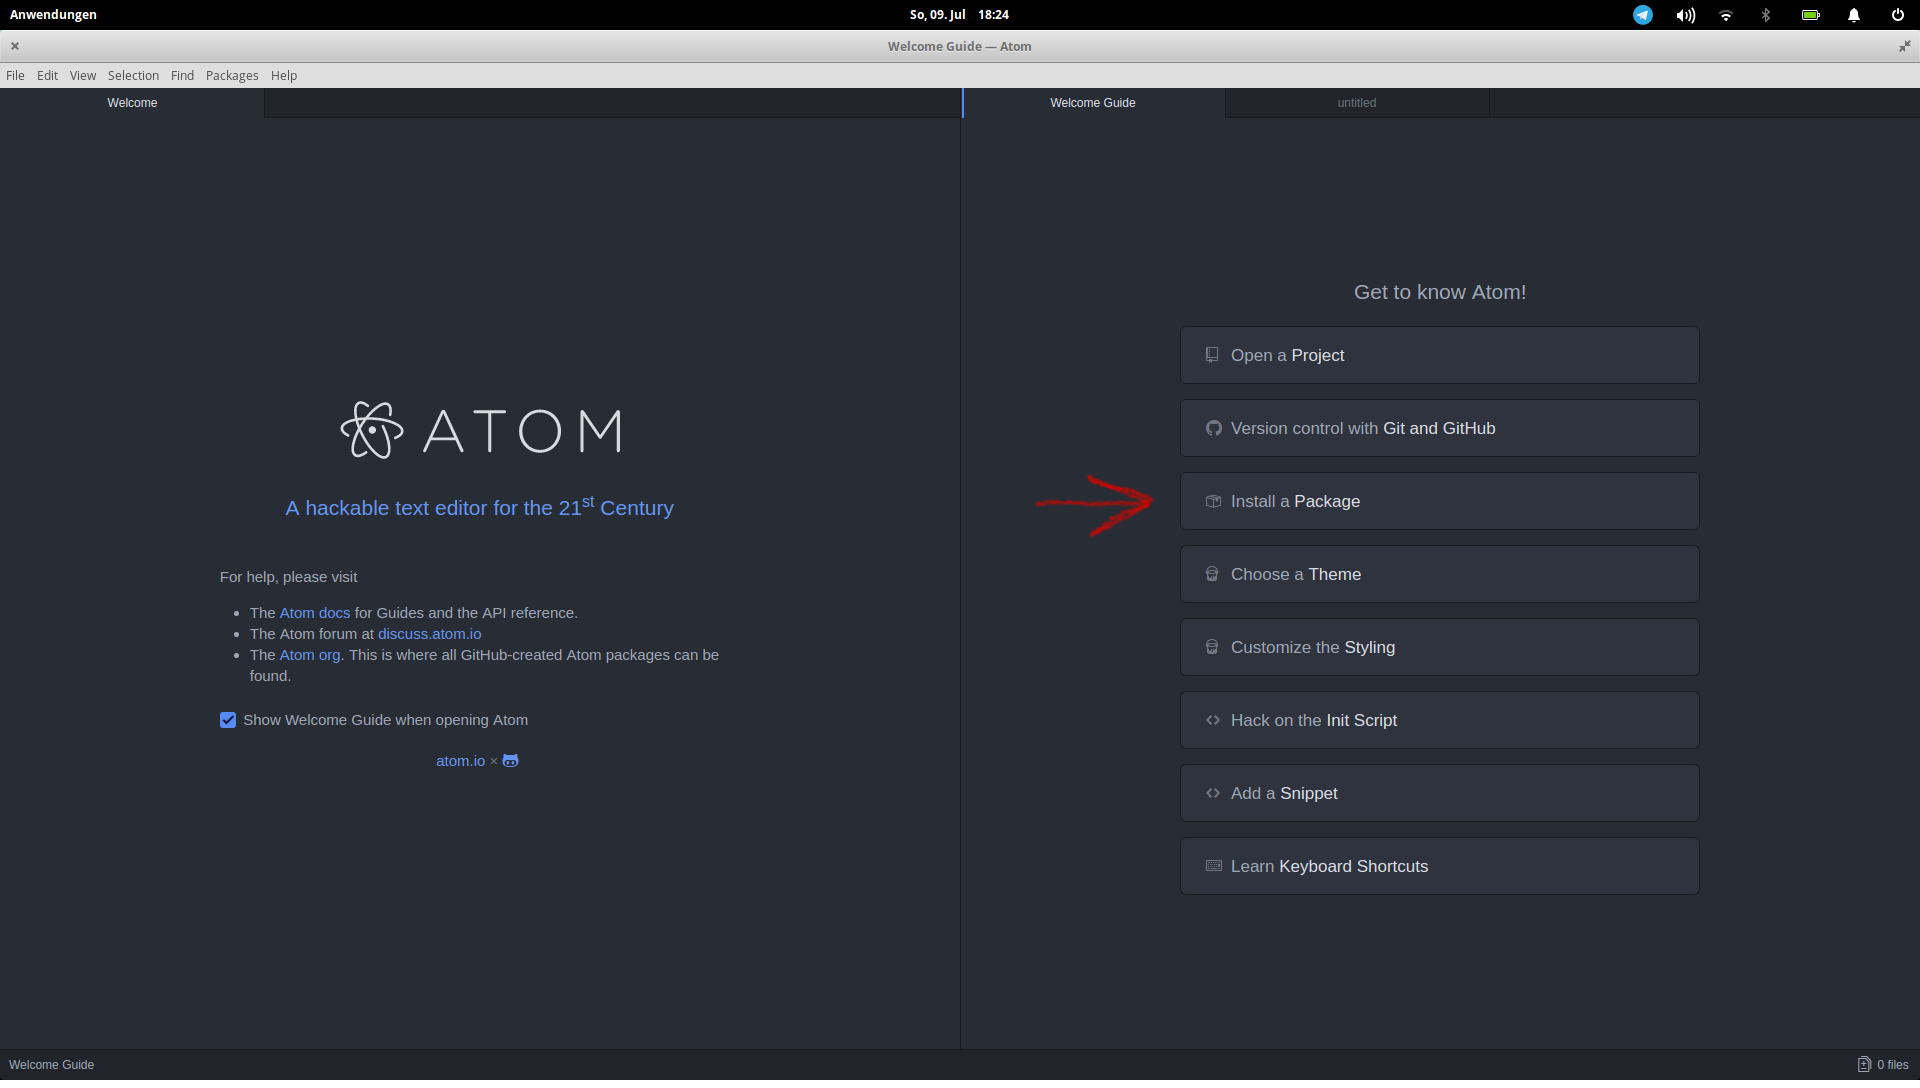 Anwendungen
So, 09. Jul 18:24
Welcome Guide — Atom
File Edit View Selection Find Packages Help
Welcome
Welcome Guide
untitled
ATOM
A hackable text editor for the 21st Century
For help, please visit
The Atom docs for Guides and the API reference.
The Atom forum at discuss.atom.io
The Atom org. This is where all GitHub-created Atom packages can be
found.
Show Welcome Guide when opening Atom
atom.io ×
Get to know Atom!
Open a Project
Version control with Git and GitHub
Install a Package
Choose a Theme
Customize the Styling
Hack on the Init Script
Add a Snippet
Learn Keyboard Shortcuts
Welcome Guide
0 files